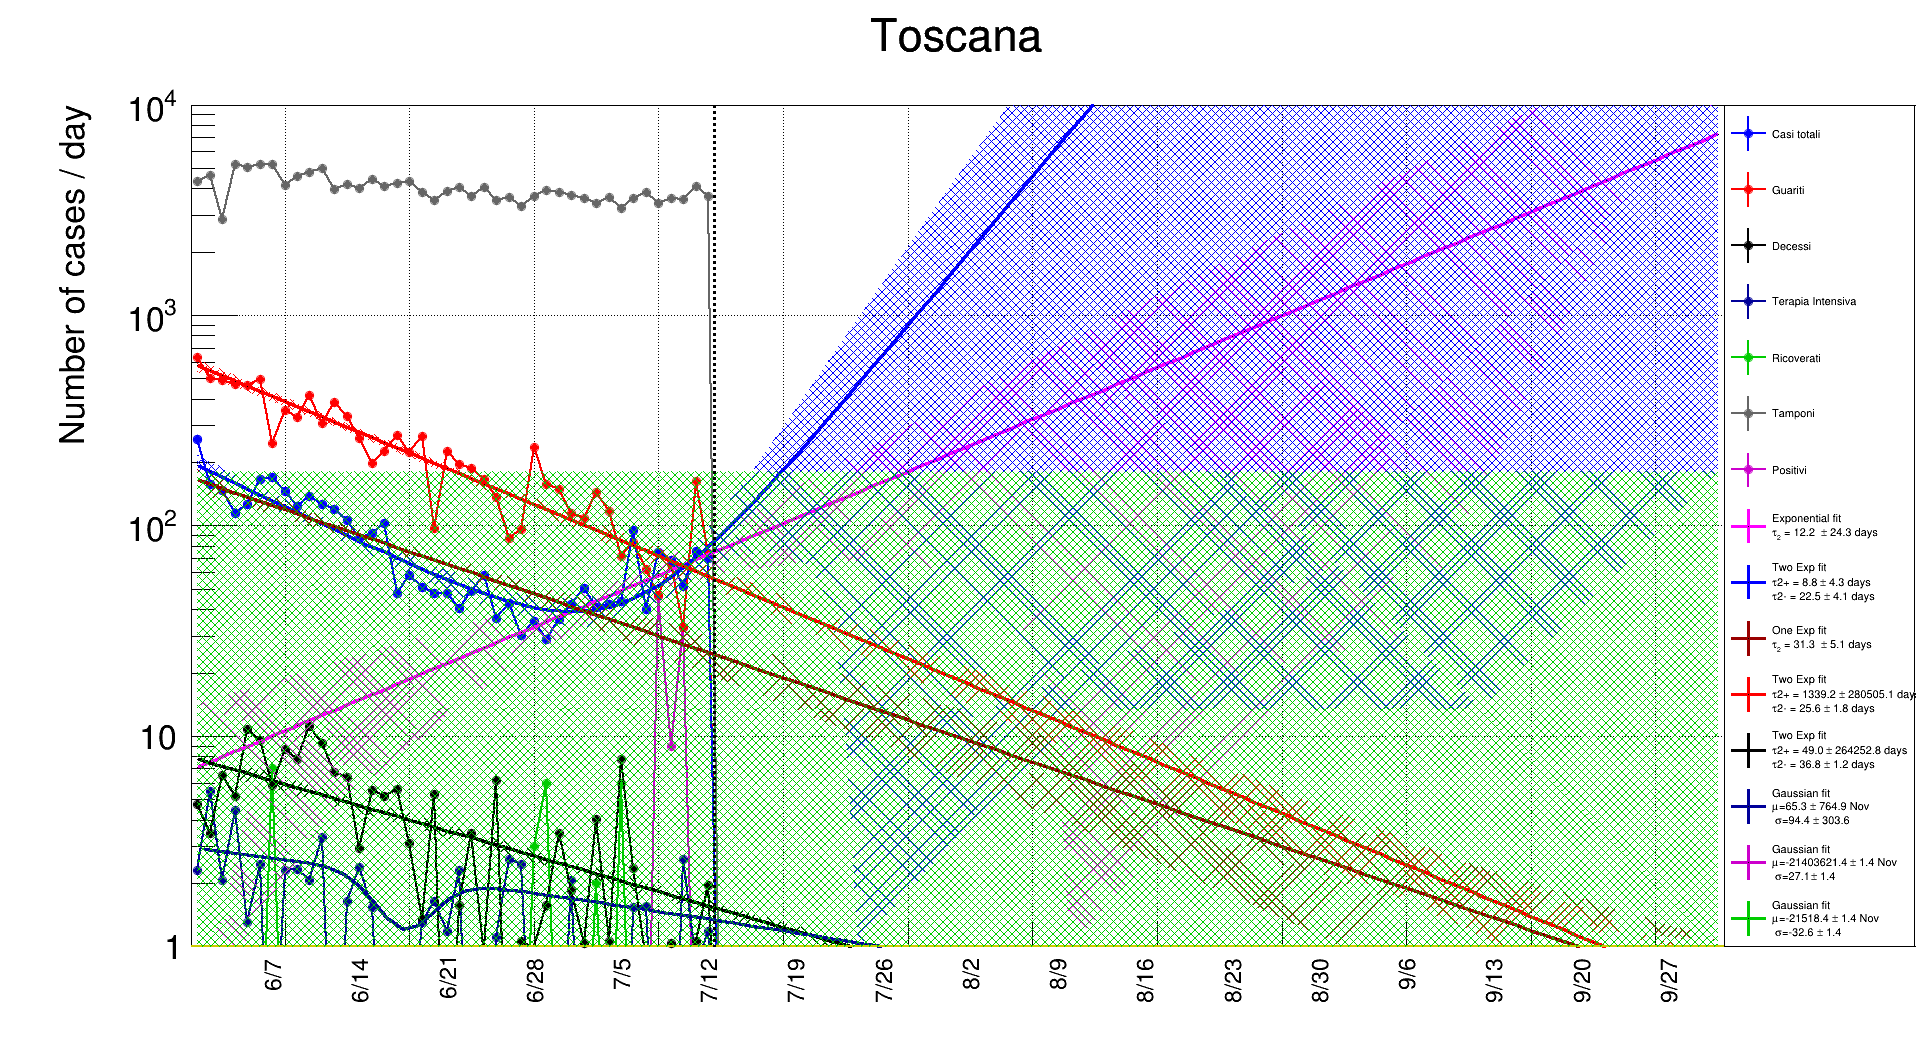 Toscana
Number of cases / day
10^4
10^3
10^2
10
1
6/7
6/14
6/21
6/28
7/5
7/12
7/19
7/26
8/2
8/9
8/16
8/23
8/30
9/6
9/13
9/20
9/27
Casi totali
Guariti
Decessi
Terapia Intensiva
Ricoverati
Tamponi
Positivi
Exponential fit
τ₂ = 12.2 ± 24.3 days
Two Exp fit
τ2+ = 8.8 ± 4.3 days
τ2- = 22.5 ± 4.1 days
One Exp fit
τ₂ = 31.3 ± 5.1 days
Two Exp fit
τ2+ = 1339.2 ± 280505.1 day
τ2- = 25.6 ± 1.8 days
Two Exp fit
τ2+ = 49.0 ± 264252.8 days
τ2- = 36.8 ± 1.2 days
Gaussian fit
μ=65.3 ± 764.9 Nov
σ=94.4 ± 303.6
Gaussian fit
μ=-21403621.4 ± 1.4 Nov
σ=27.1 ± 1.4
Gaussian fit
μ=-21518.4 ± 1.4 Nov
σ=-32.6 ± 1.4